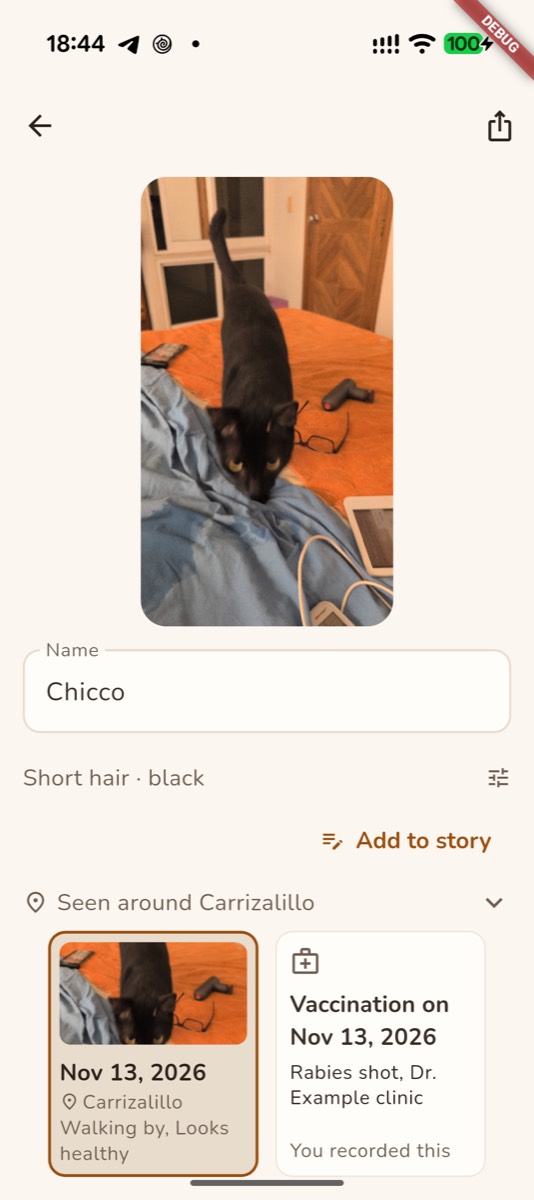 18:44
100
DEBUG
Name
Chicco
Short hair · black
Add to story
Seen around Carrizalillo
Nov 13, 2026
Carrizalillo
Walking by, Looks
healthy
Vaccination on
Nov 13, 2026
Rabies shot, Dr.
Example clinic
You recorded this